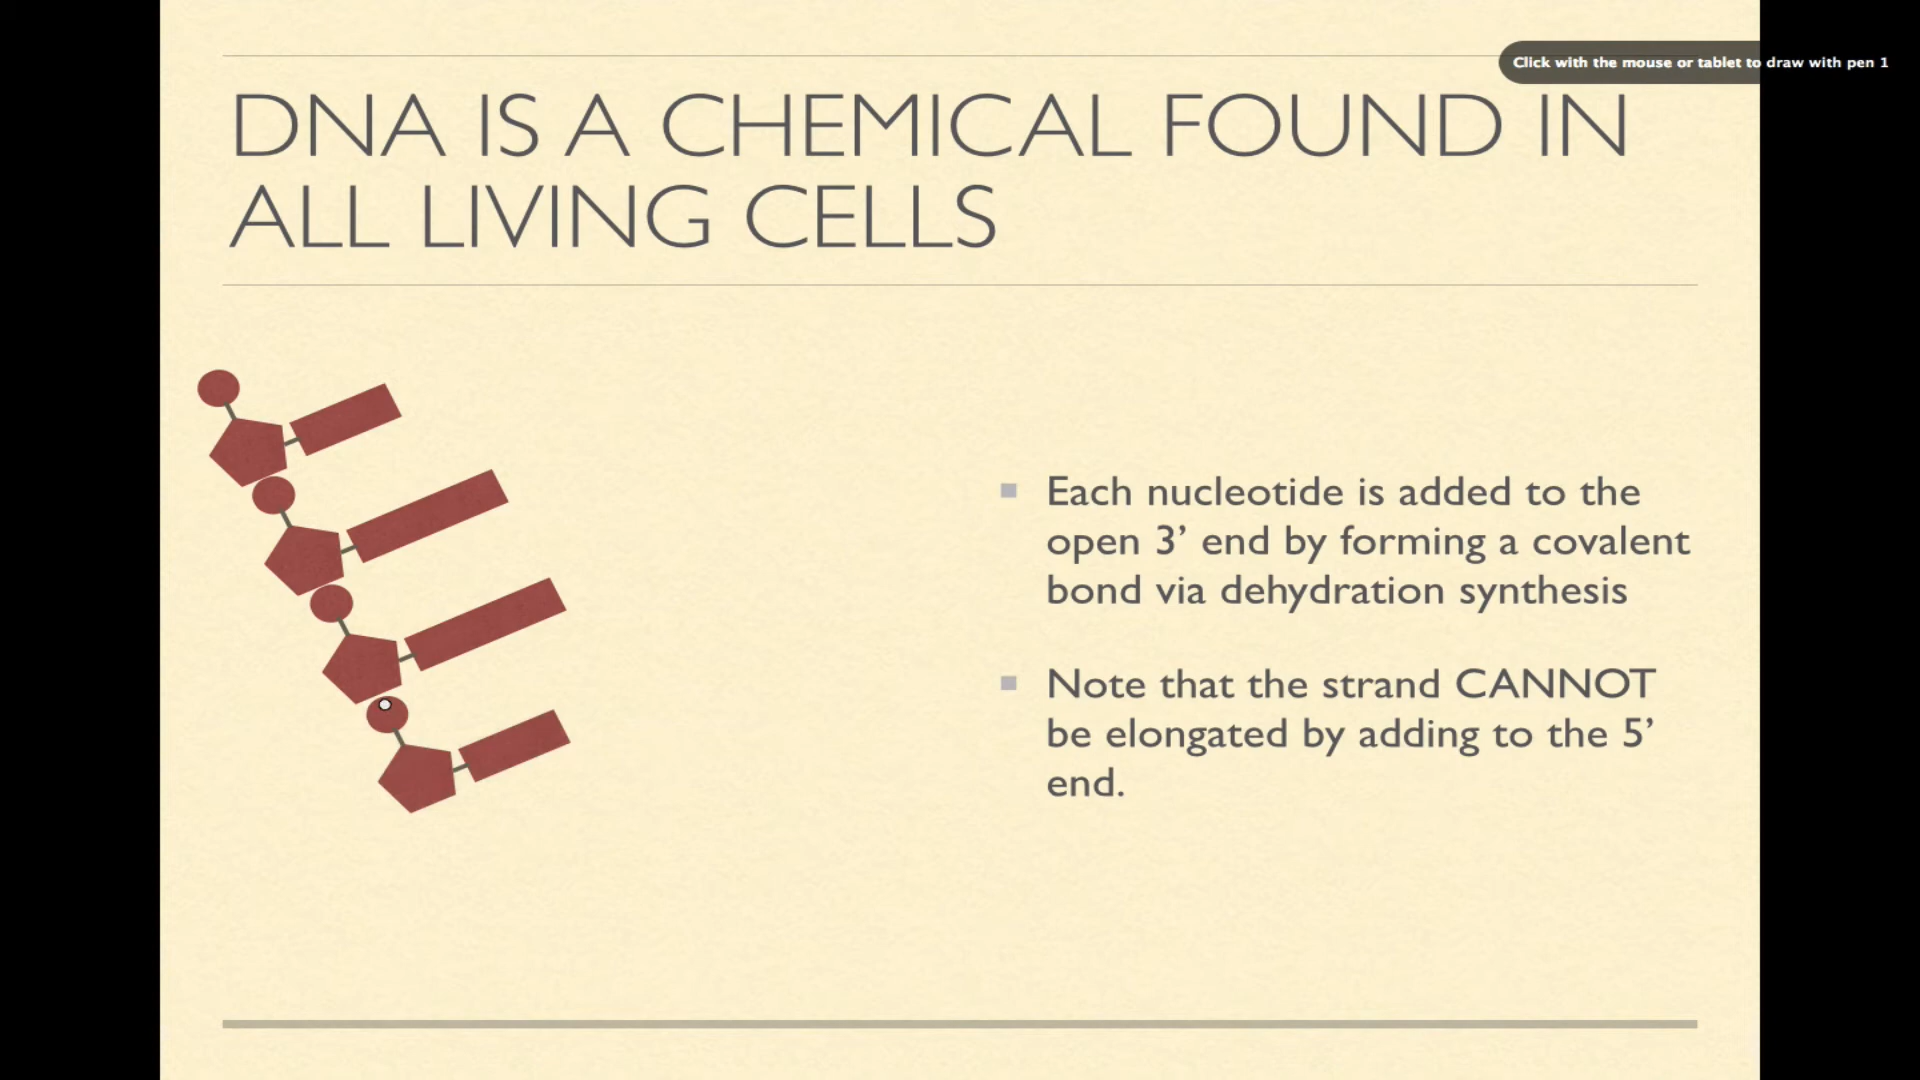 Click with the mouse or tablet to draw with pen 1
DNA IS A CHEMICAL FOUND IN
ALL LIVING CELLS
Each nucleotide is added to the
open 3’ end by forming a covalent
bond via dehydration synthesis
Note that the strand CANNOT
be elongated by adding to the 5’
end.